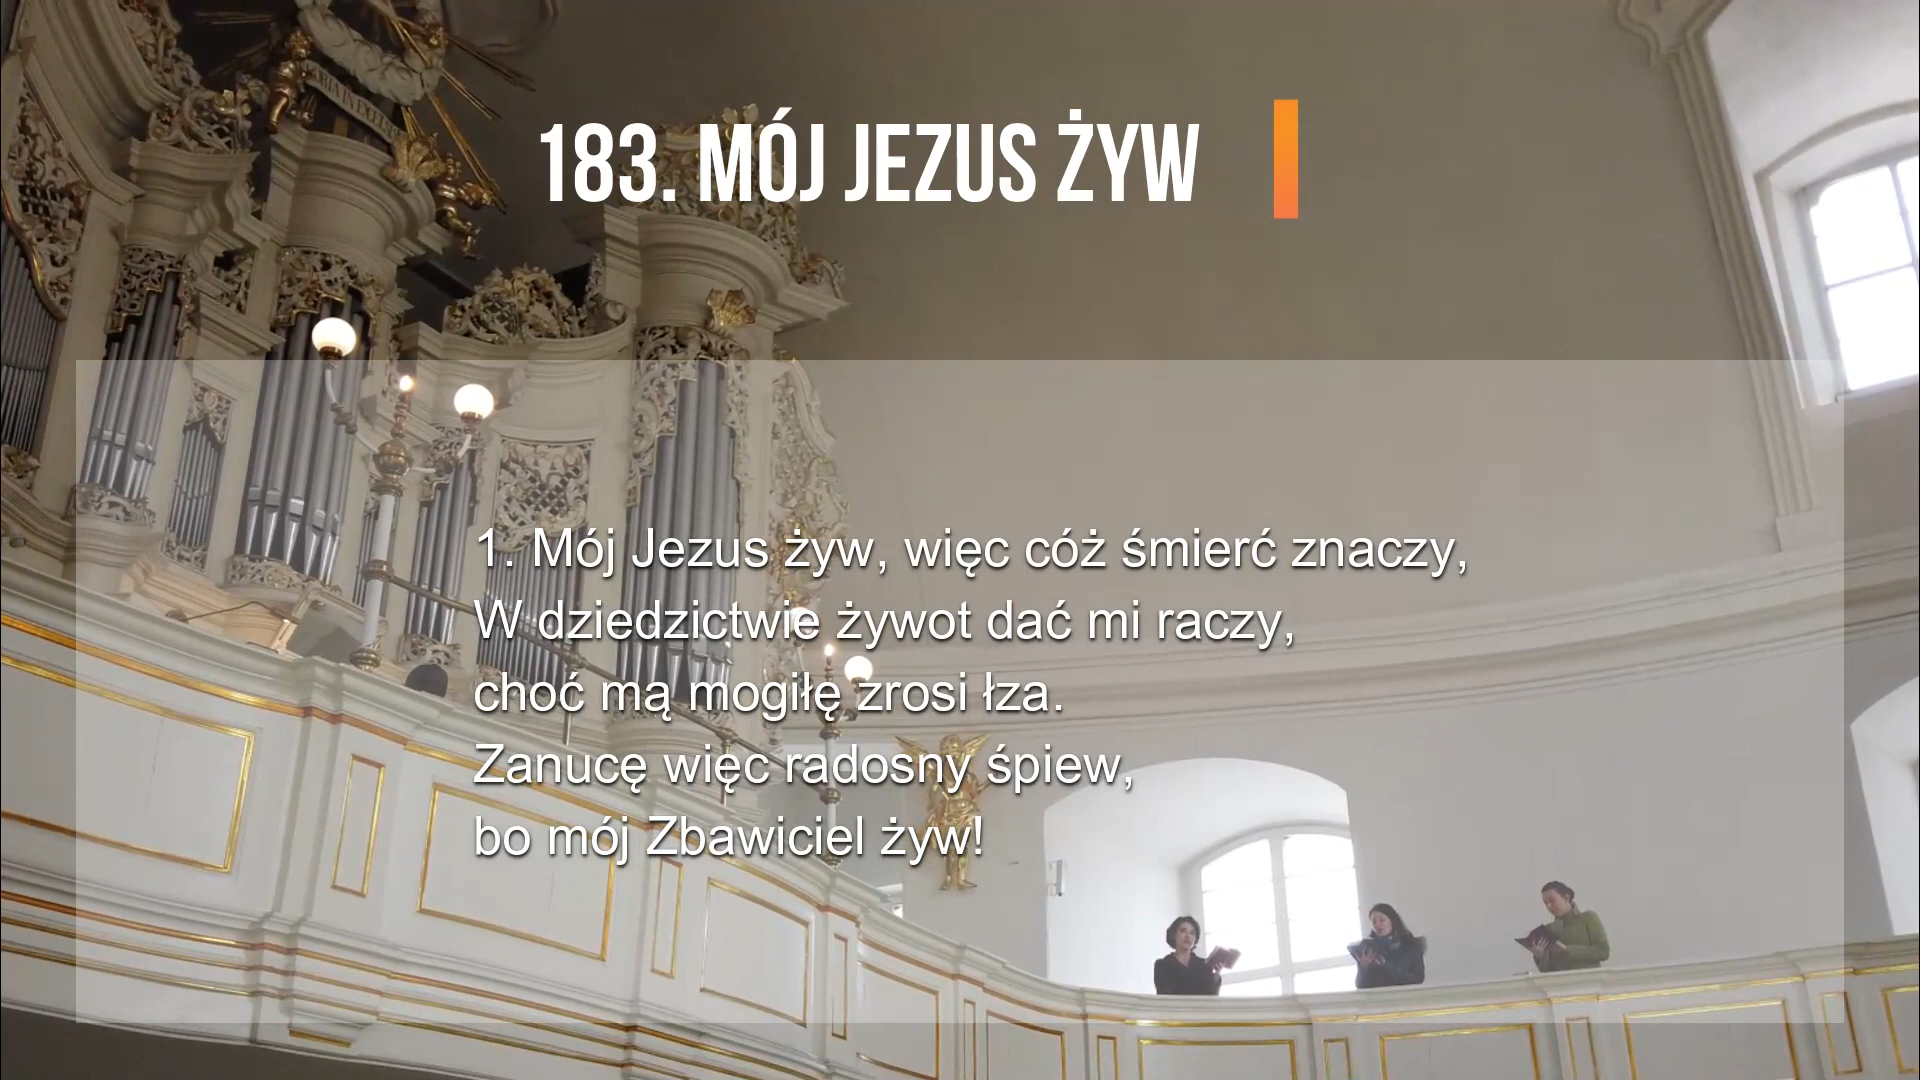 183. MÓJ JEZUS ŻYW
1. Mój Jezus żyw, więc cóż śmierć znaczy,
W dziedzictwie żywot dać mi raczy,
choć mą mogiłę zrosi łza.
Zanucę więc radosny śpiew,
bo mój Zbawiciel żyw!